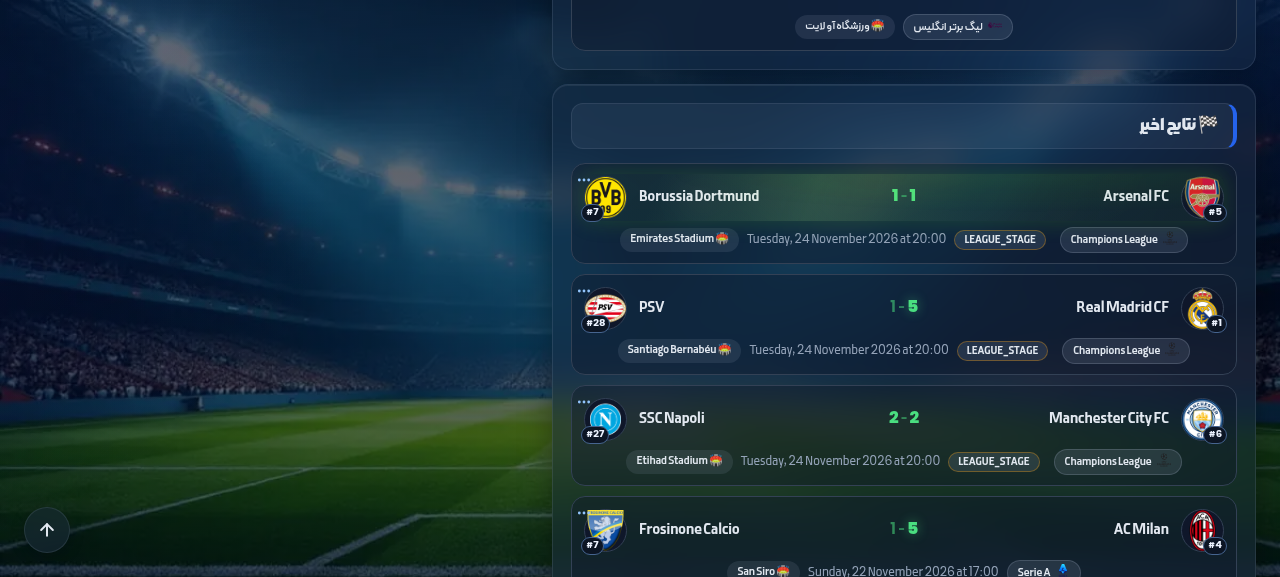 لیگ برتر انگلیس ورزشگاه آو لایت
نتایج اخیر
Arsenal FC 1 - 1 Borussia Dortmund
#5 #7
Champions League LEAGUE_STAGE Tuesday, 24 November 2026 at 20:00 Emirates Stadium
Real Madrid CF 5 - 1 PSV
#1 #28
Champions League LEAGUE_STAGE Tuesday, 24 November 2026 at 20:00 Santiago Bernabéu
Manchester City FC 2 - 2 SSC Napoli
#6 #27
Champions League LEAGUE_STAGE Tuesday, 24 November 2026 at 20:00 Etihad Stadium
AC Milan 5 - 1 Frosinone Calcio
#4 #7
Serie A Sunday, 22 November 2026 at 17:00 San Siro